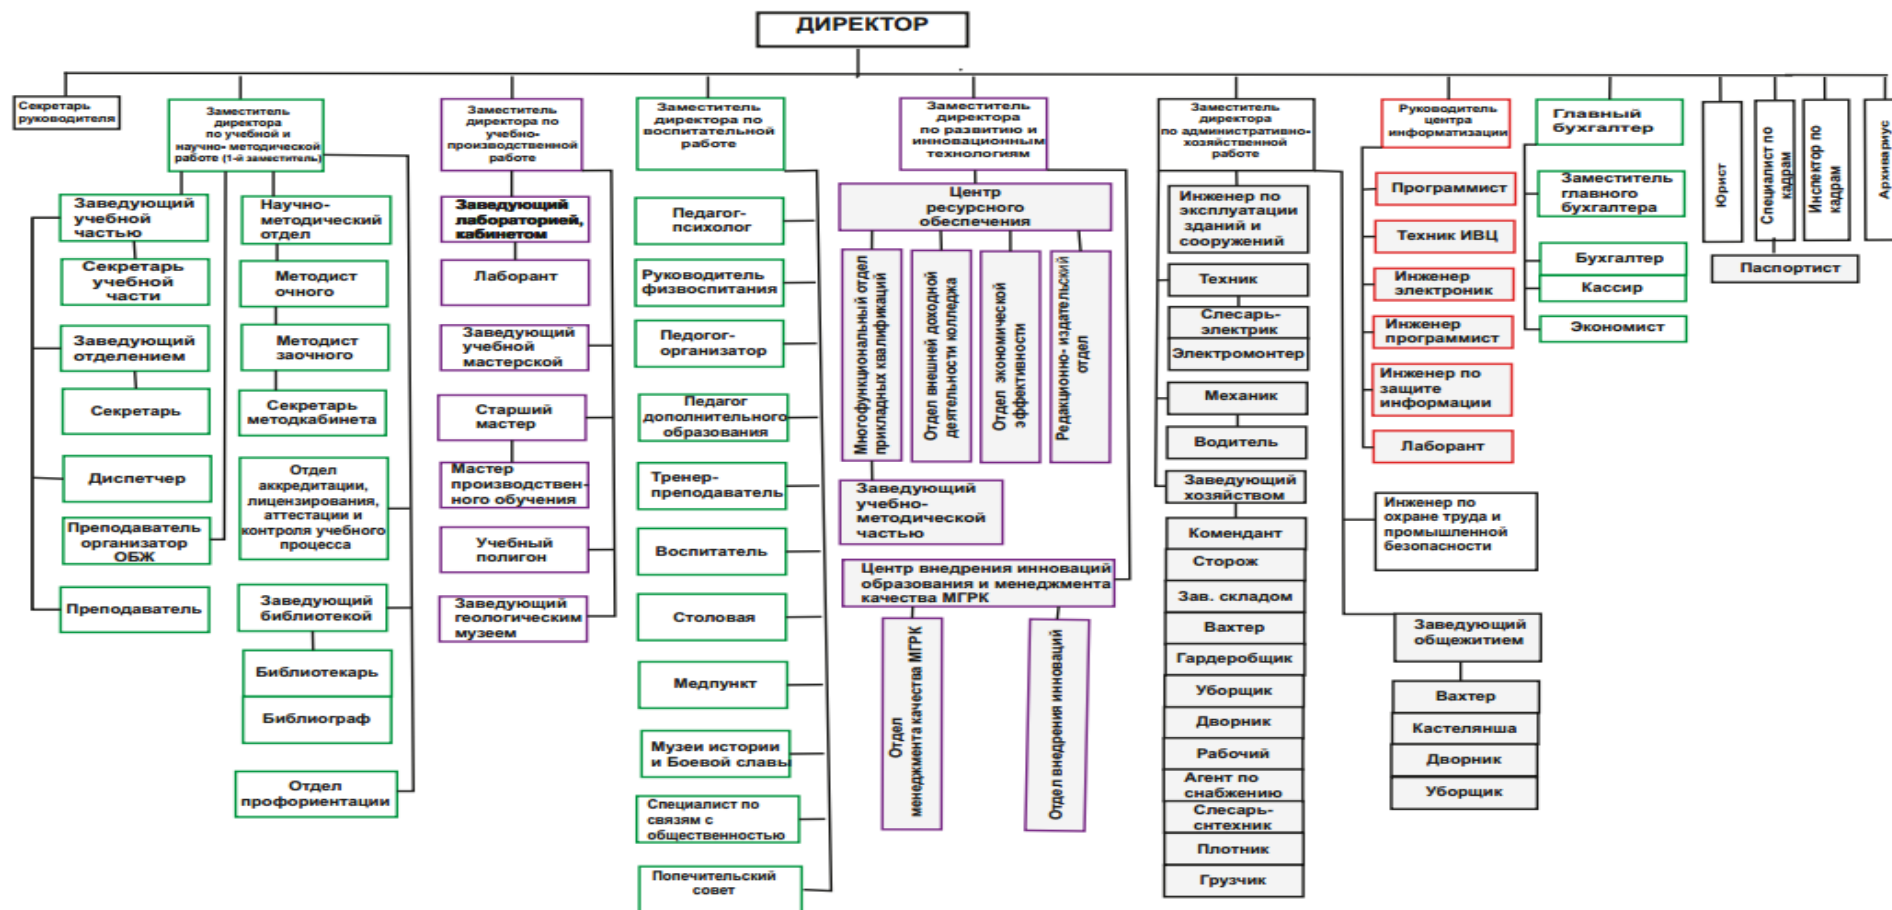 ДИРЕКТОР
Секретарь
руководителя
Заместитель
директора
по учебной и
научно- методической
работе (1-й заместитель)
Заместитель
директора по
учебно-
производственной
работе
Заместитель
директора по
воспитательной
работе
Заместитель
директора
по развитию и
инновационным
технологиям
Заместитель
директора
по административно-
хозяйственной
работе
Руководитель
центра
информатизации
Главный
бухгалтер
Юрист
Специалист по
кадрам
Инспектор по
кадрам
Архивариус
Паспортист
Заведующий
учебной
частью
Секретарь
учебной
части
Заведующий
отделением
Секретарь
Диспетчер
Преподаватель
организатор
ОБЖ
Преподаватель
Научно-
методический
отдел
Методист
очного
Методист
заочного
Секретарь
методкабинета
Отдел
аккредитации,
лицензирования,
аттестации и
контроля учебного
процесса
Заведующий
библиотекой
Библиотекарь
Библиограф
Отдел
профориентации
Заведующий
лабораторией,
кабинетом
Лаборант
Заведующий
учебной
мастерской
Старший
мастер
Мастер
производствен-
ного обучения
Учебный
полигон
Заведующий
геологическим
музеем
Педагог-
психолог
Руководитель
физвоспитания
Педогог-
организатор
Педагог
дополнительного
образования
Тренер-
преподаватель
Воспитатель
Столовая
Медпункт
Музеи истории
и Боевой славы
Специалист по
связям с
общественностью
Попечительский
совет
Центр
ресурсного
обеспечения
Многофункциональный отдел
прикладных квалификаций
Отдел внешней доходной
деятельности колледжа
Отдел экономической
эффективности
Редакционно- издательский
отдел
Заведующий
учебно-
методической
частью
Центр внедрения инноваций
образования и менеджмента
качества МГРК
Отдел
менеджмента качества МГРК
Отдел внедрения инноваций
Инженер по
эксплуатации
зданий и
сооружений
Техник
Слесарь-
электрик
Электромонтер
Механик
Водитель
Заведующий
хозяйством
Комендант
Сторож
Зав. складом
Вахтер
Гардеробщик
Уборщик
Дворник
Рабочий
Агент по
снабжению
Слесарь-
снтехник
Плотник
Грузчик
Программист
Техник ИВЦ
Инженер
электроник
Инженер
программист
Инженер по
защите
информации
Лаборант
Инженер по
охране труда и
промышленной
безопасности
Заведующий
общежитием
Вахтер
Кастелянша
Дворник
Уборщик
Заместитель
главного
бухгалтера
Бухгалтер
Кассир
Экономист